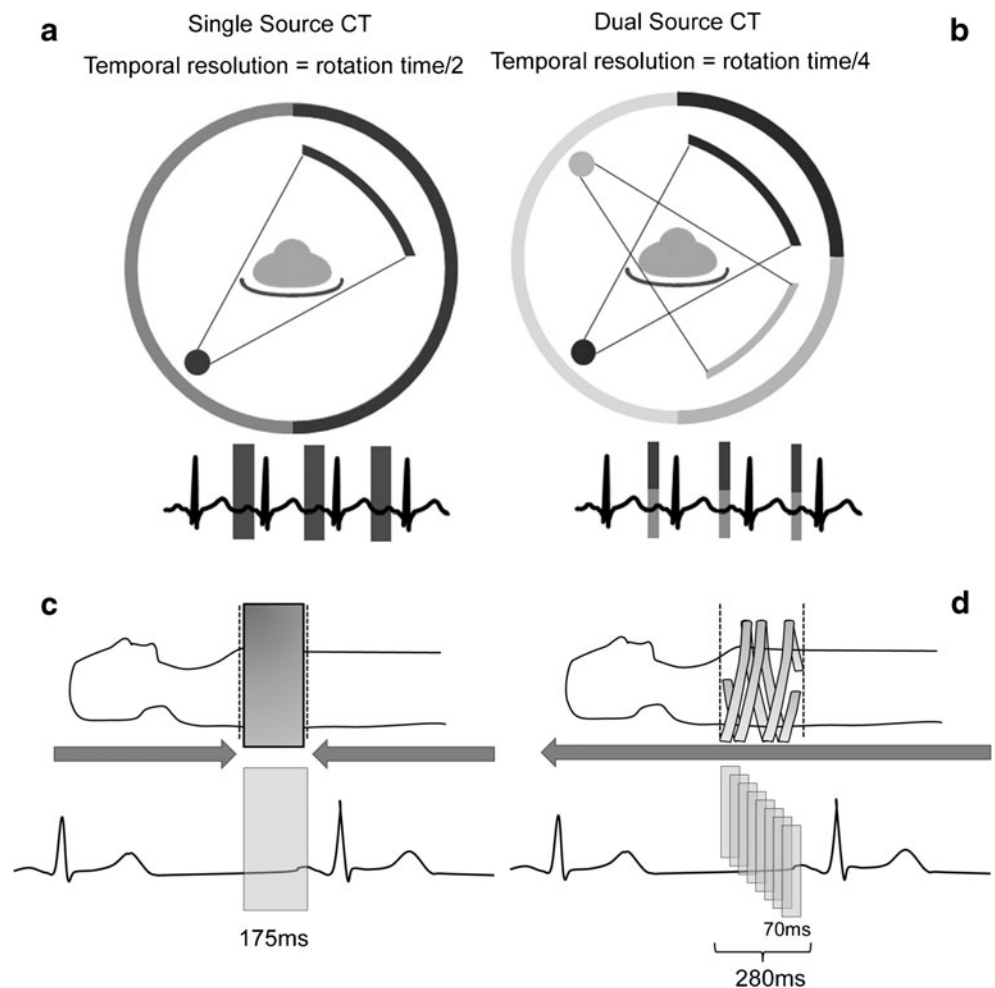 a
Single Source CT
Temporal resolution = rotation time/2
Dual Source CT
Temporal resolution = rotation time/4
b
c
175ms
d
70ms
280ms